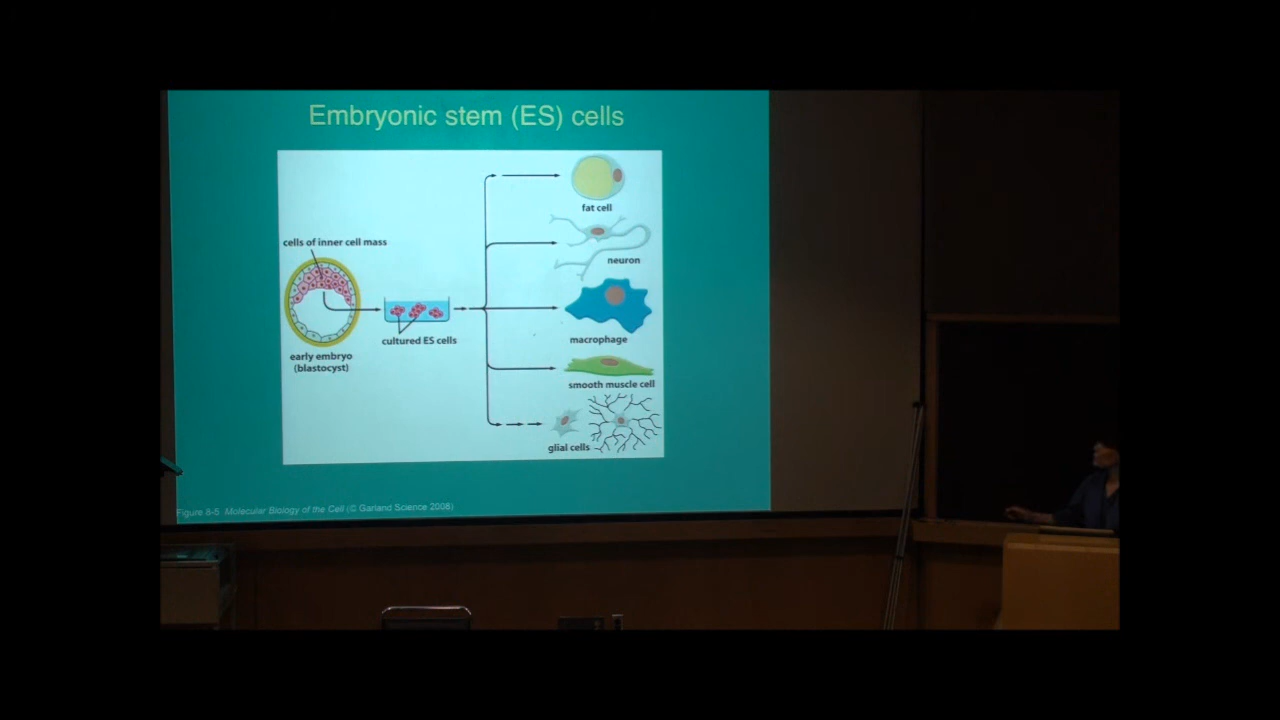 Embryonic stem (ES) cells
fat cell
cells of inner cell mass
neuron
cultured ES cells
macrophage
early embryo
(blastocyst)
smooth muscle cell
glial cells
Figure 8-5 Molecular Biology of the Cell (© Garland Science 2008)